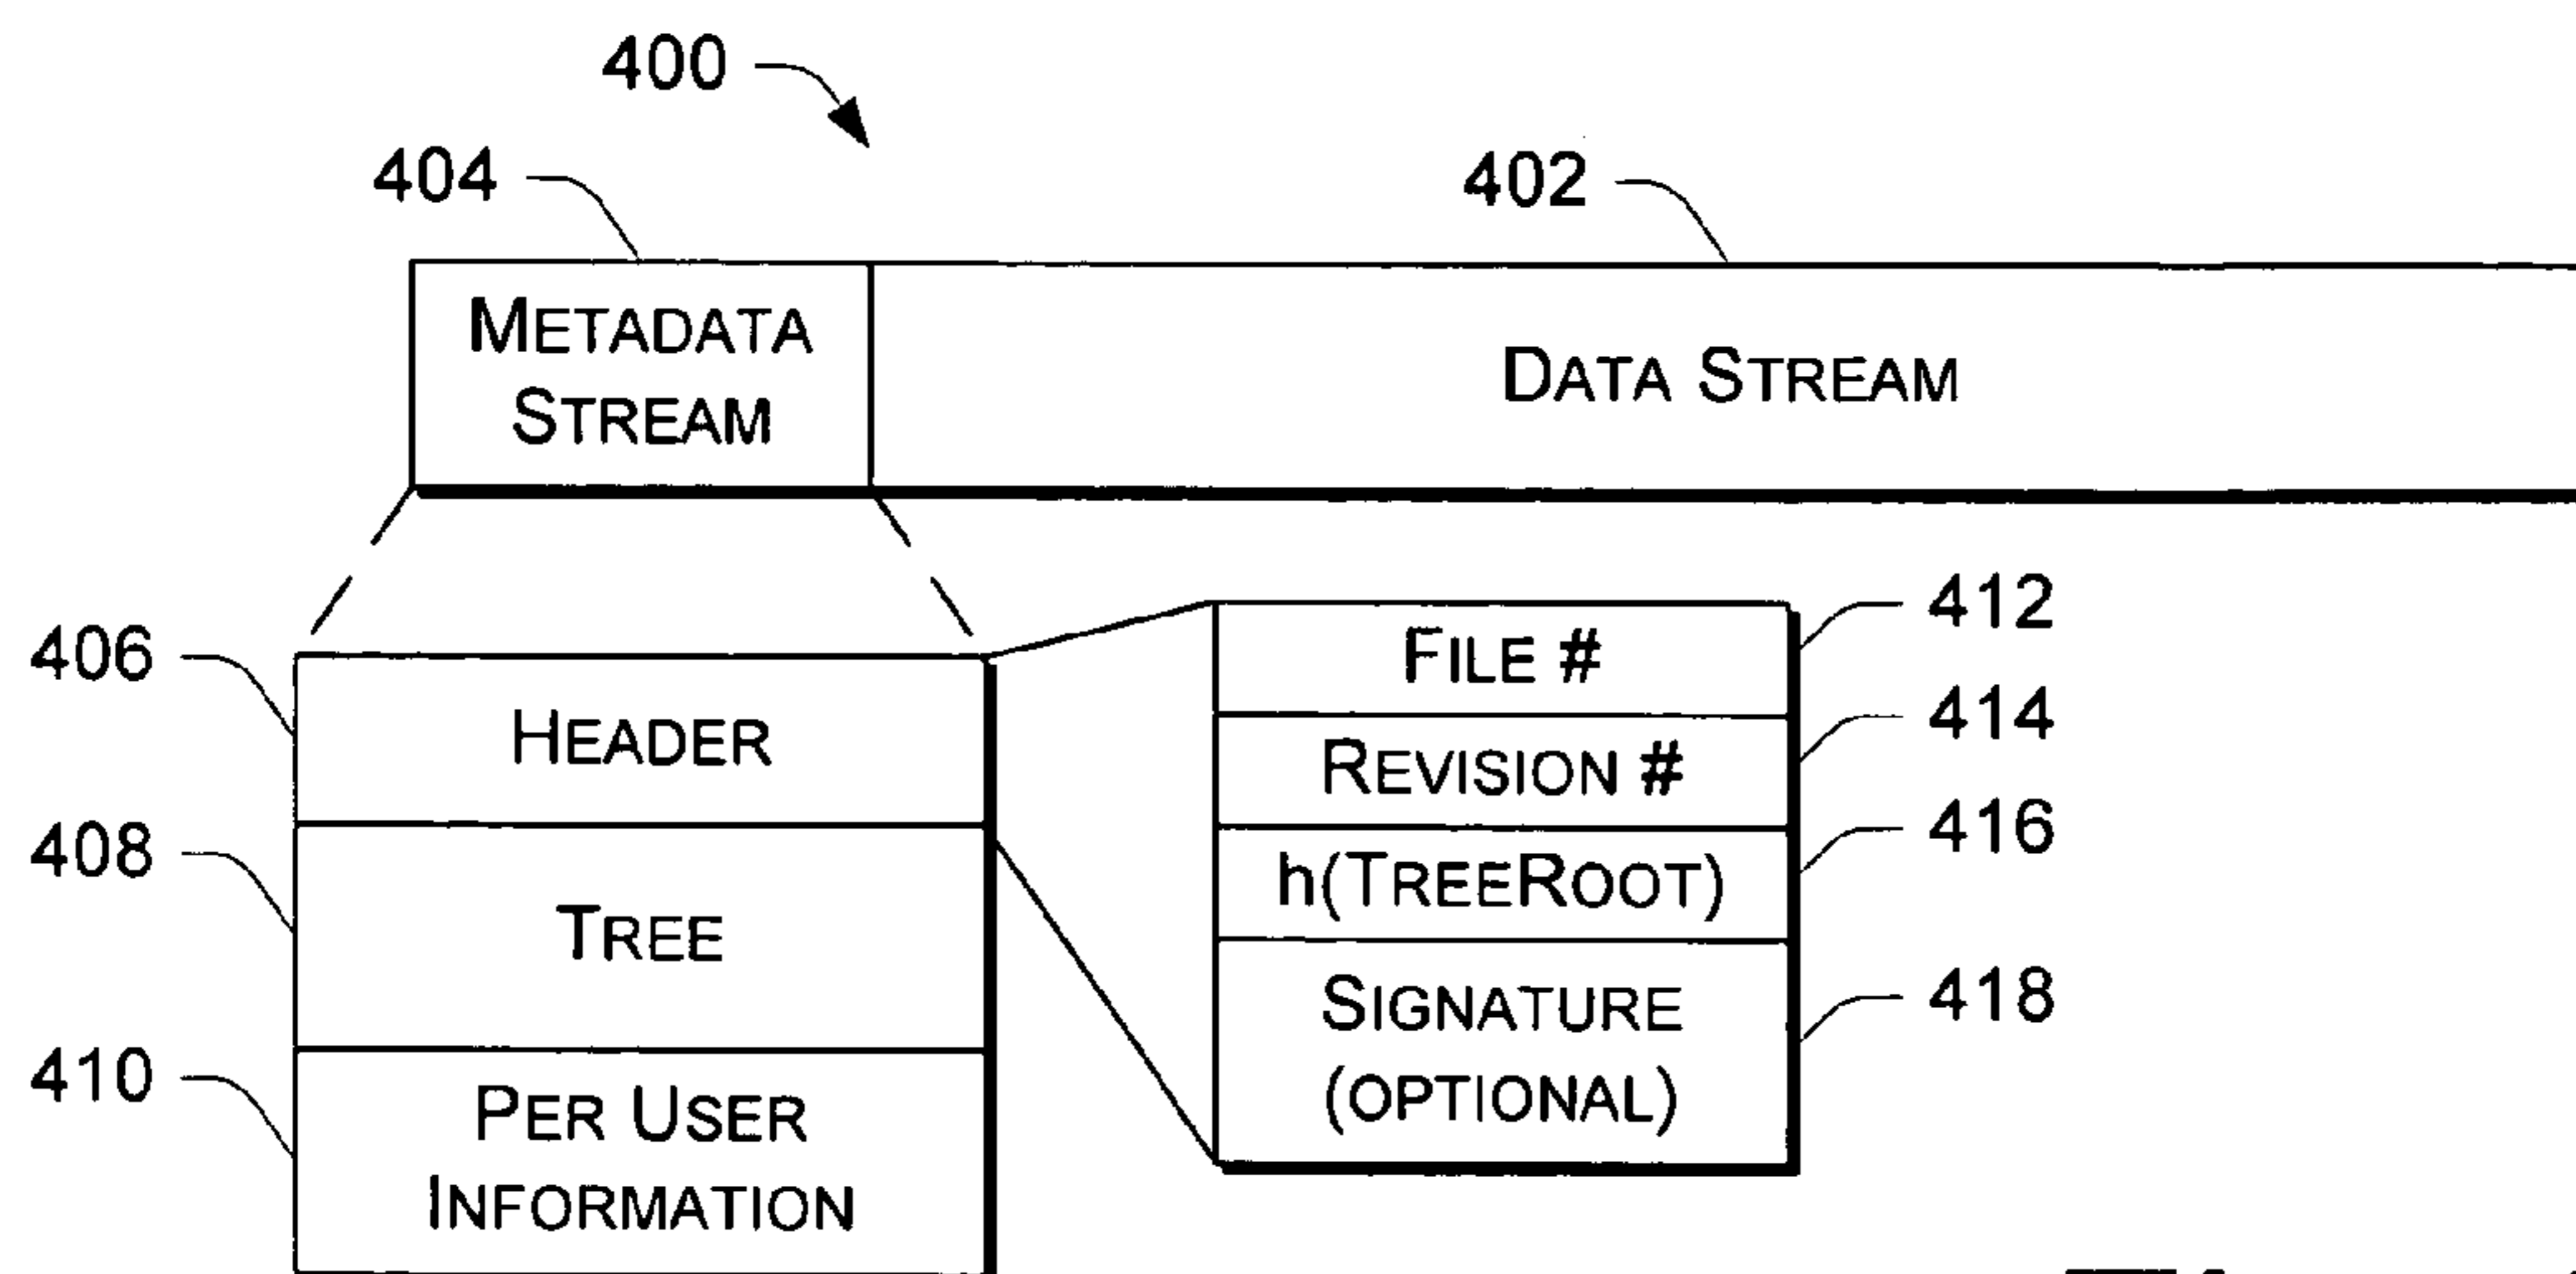 400
404
402
METADATA
STREAM
DATA STREAM
412
406
FILE #
HEADER
414
REVISION #
416
408
h(TREEROOT)
TREE
418
SIGNATURE
(OPTIONAL)
410
PER USER
INFORMATION